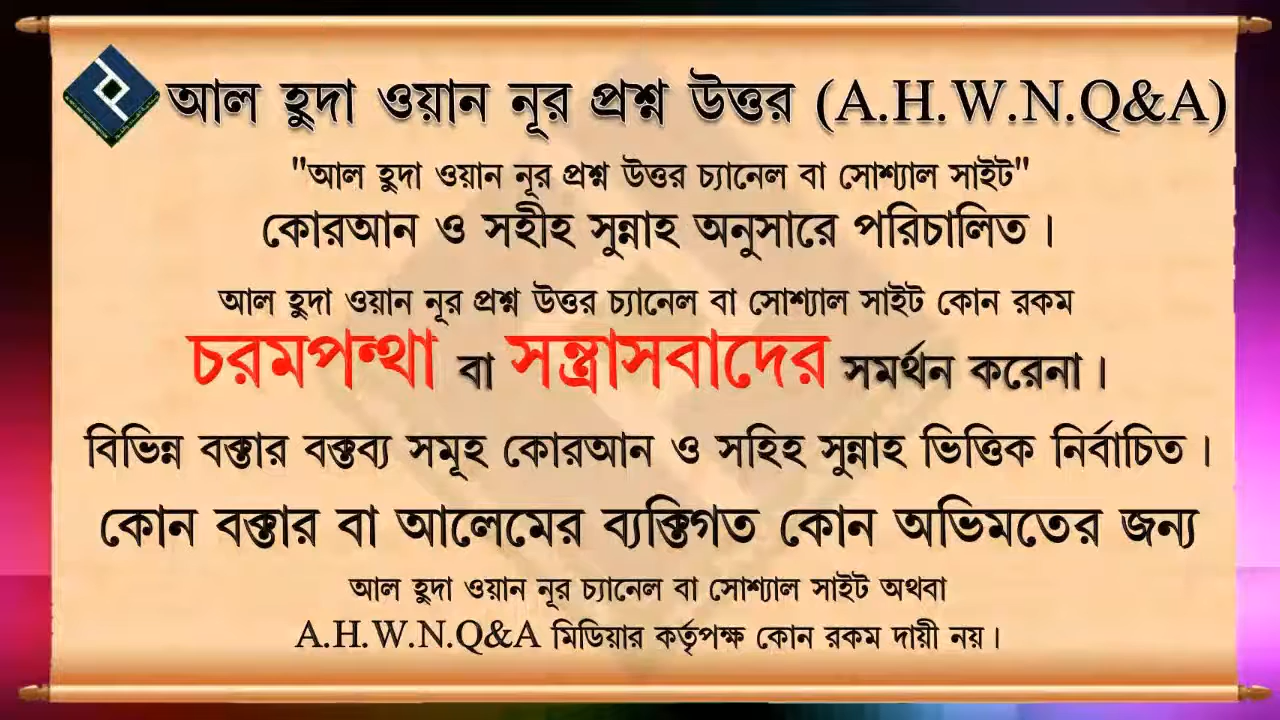 আল হুদা ওয়ান নূর প্রশ্ন উত্তর (A.H.W.N.Q&A)
"আল হুদা ওয়ান নূর প্রশ্ন উত্তর চ্যানেল বা সোশ্যাল সাইট"
কোরআন ও সহীহ সুন্নাহ অনুসারে পরিচালিত।
আল হুদা ওয়ান নূর প্রশ্ন উত্তর চ্যানেল বা সোশ্যাল সাইট কোন রকম
চরমপন্থা বা সন্ত্রাসবাদের সমর্থন করেনা।
বিভিন্ন বক্তার বক্তব্য সমূহ কোরআন ও সহিহ সুন্নাহ ভিত্তিক নির্বাচিত।
কোন বক্তার বা আলেমের ব্যক্তিগত কোন অভিমতের জন্য
আল হুদা ওয়ান নূর চ্যানেল বা সোশ্যাল সাইট অথবা
A.H.W.N.Q&A মিডিয়ার কর্তৃপক্ষ কোন রকম দায়ী নয়।